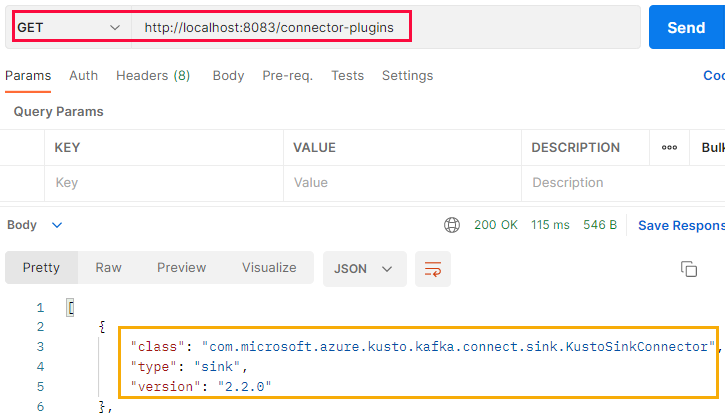 GET http://localhost:8083/connector-plugins Send
Params Auth Headers (8) Body Pre-req. Tests Settings Coo
Query Params
KEY VALUE DESCRIPTION ooo Bulk
Key Value Description
Body 200 OK 115 ms 546 B Save Respons
Pretty Raw Preview Visualize JSON
1 [
2 {
3 "class": "com.microsoft.azure.kusto.kafka.connect.sink.KustoSinkConnector",
4 "type": "sink",
5 "version": "2.2.0"
6 },